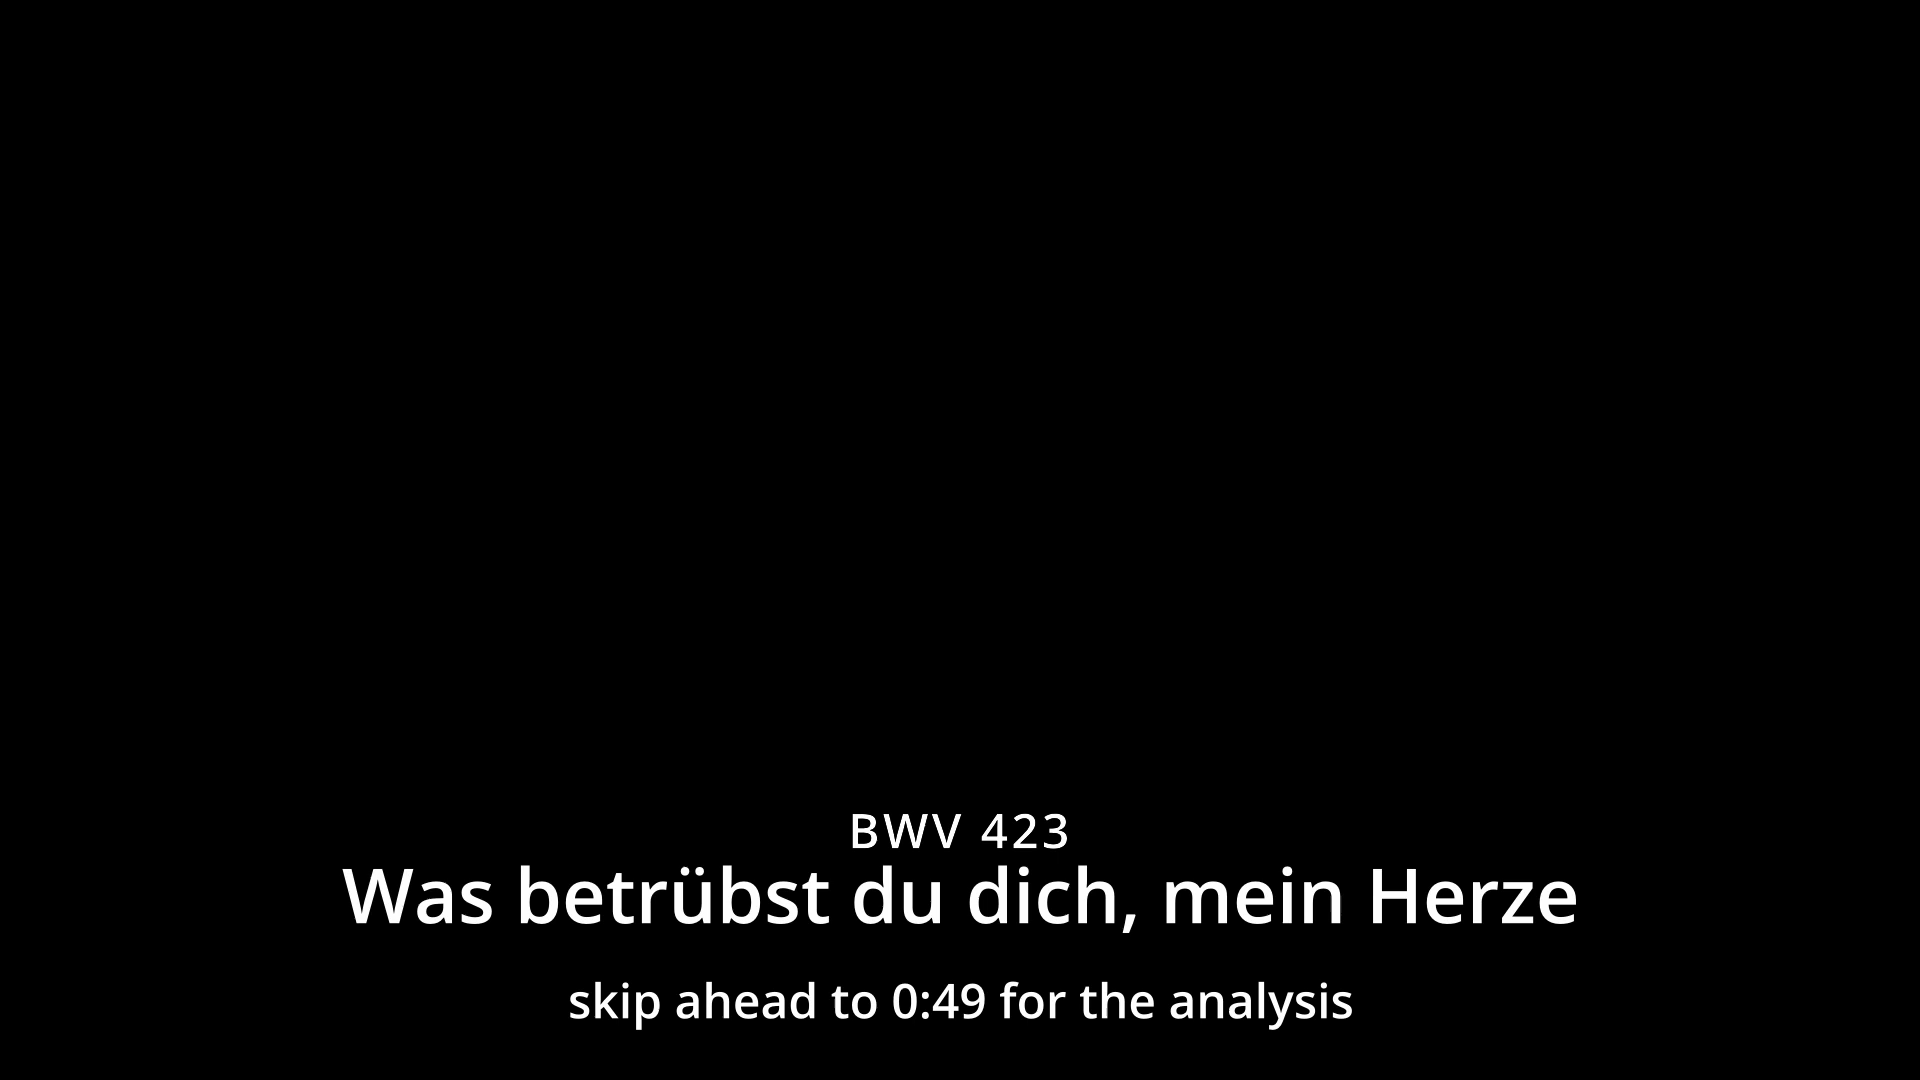 BWV 423
Was betrübst du dich, mein Herze
skip ahead to 0:49 for the analysis